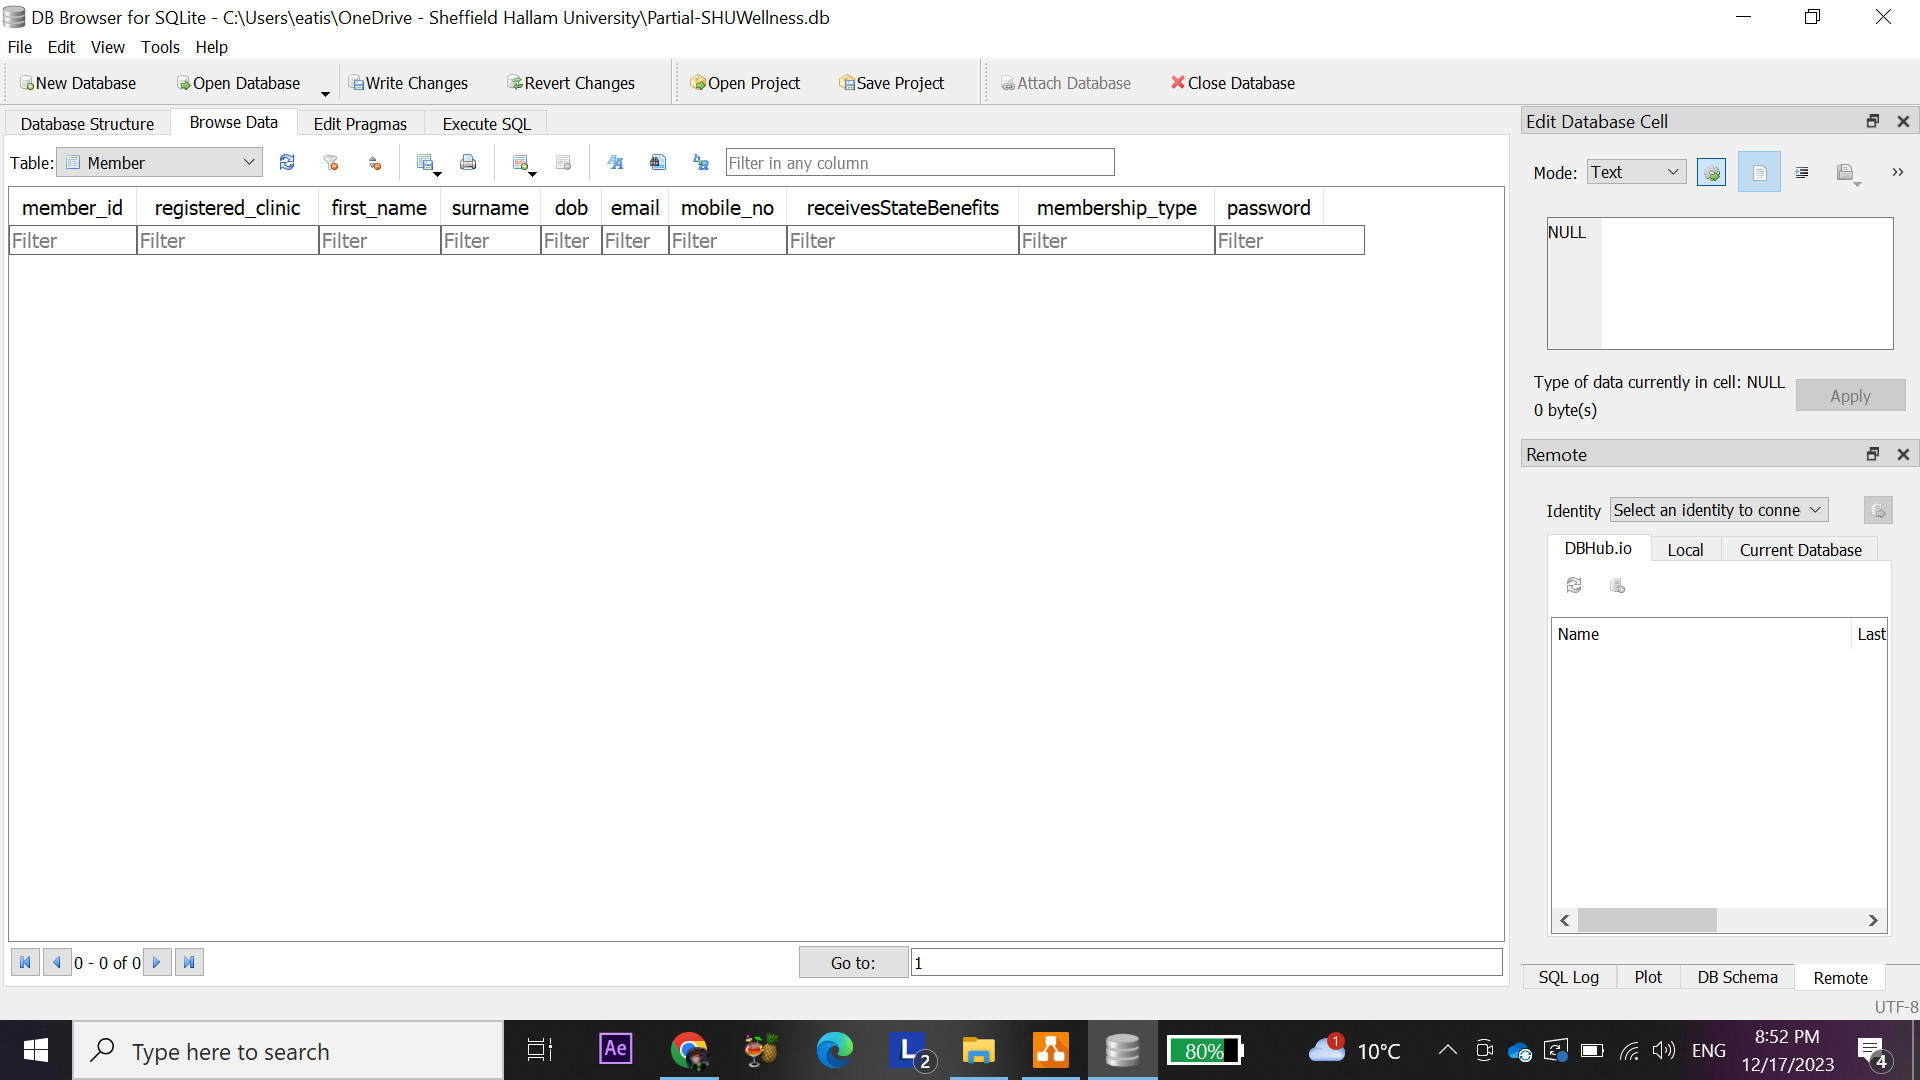 DB Browser for SQLite - C:\Users\eatis\OneDrive - Sheffield Hallam University\Partial-SHUWellness.db
File Edit View Tools Help
New Database Open Database Write Changes Revert Changes Open Project Save Project Attach Database Close Database
Database Structure Browse Data Edit Pragmas Execute SQL
Table: Member Filter in any column
member_id registered_clinic first_name surname dob email mobile_no receivesStateBenefits membership_type password
Filter Filter Filter Filter Filter Filter Filter Filter Filter Filter
0 - 0 of 0 Go to: 1
Edit Database Cell
Mode: Text
NULL
Type of data currently in cell: NULL
0 byte(s)
Apply
Remote
Identity Select an identity to conne
DBHub.io Local Current Database
Name Last
SQL Log Plot DB Schema Remote
UTF-8
Type here to search Ae L 2 80% 1 10°C ENG 8:52 PM
12/17/2023 4